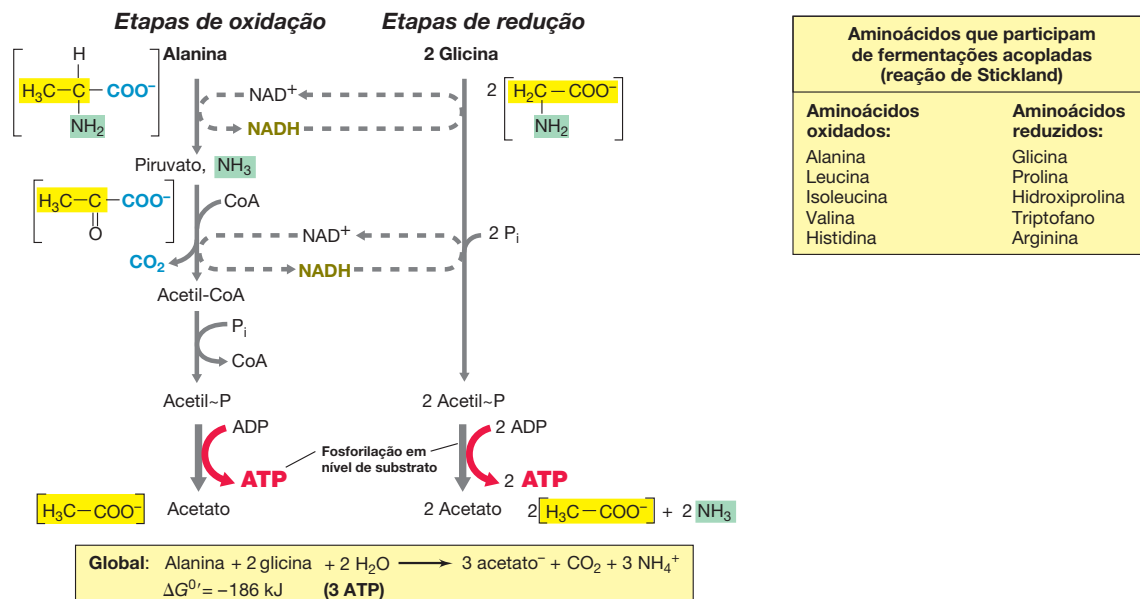 Etapas de oxidação
Etapas de redução
Alanina
2 Glicina
H
H₃C—C—COO⁻
NH₂
NAD⁺
NADH
2 H₂C—COO⁻
NH₂
Piruvato, NH₃
H₃C—C—COO⁻
O
CoA
NAD⁺
2 Pᵢ
CO₂
NADH
Acetil-CoA
Pᵢ
CoA
Acetil~P
2 Acetil~P
ADP
2 ADP
Fosforilação em
nível de substrato
ATP
2 ATP
[H₃C—COO⁻] Acetato
2 Acetato 2[H₃C—COO⁻] + 2 NH₃
Global: Alanina + 2 glicina + 2 H₂O ⟶ 3 acetato⁻ + CO₂ + 3 NH₄⁺
ΔG⁰′ = −186 kJ (3 ATP)
Aminoácidos que participam
de fermentações acopladas
(reação de Stickland)
Aminoácidos
oxidados:
Alanina
Leucina
Isoleucina
Valina
Histidina
Aminoácidos
reduzidos:
Glicina
Prolina
Hidroxiprolina
Triptofano
Arginina